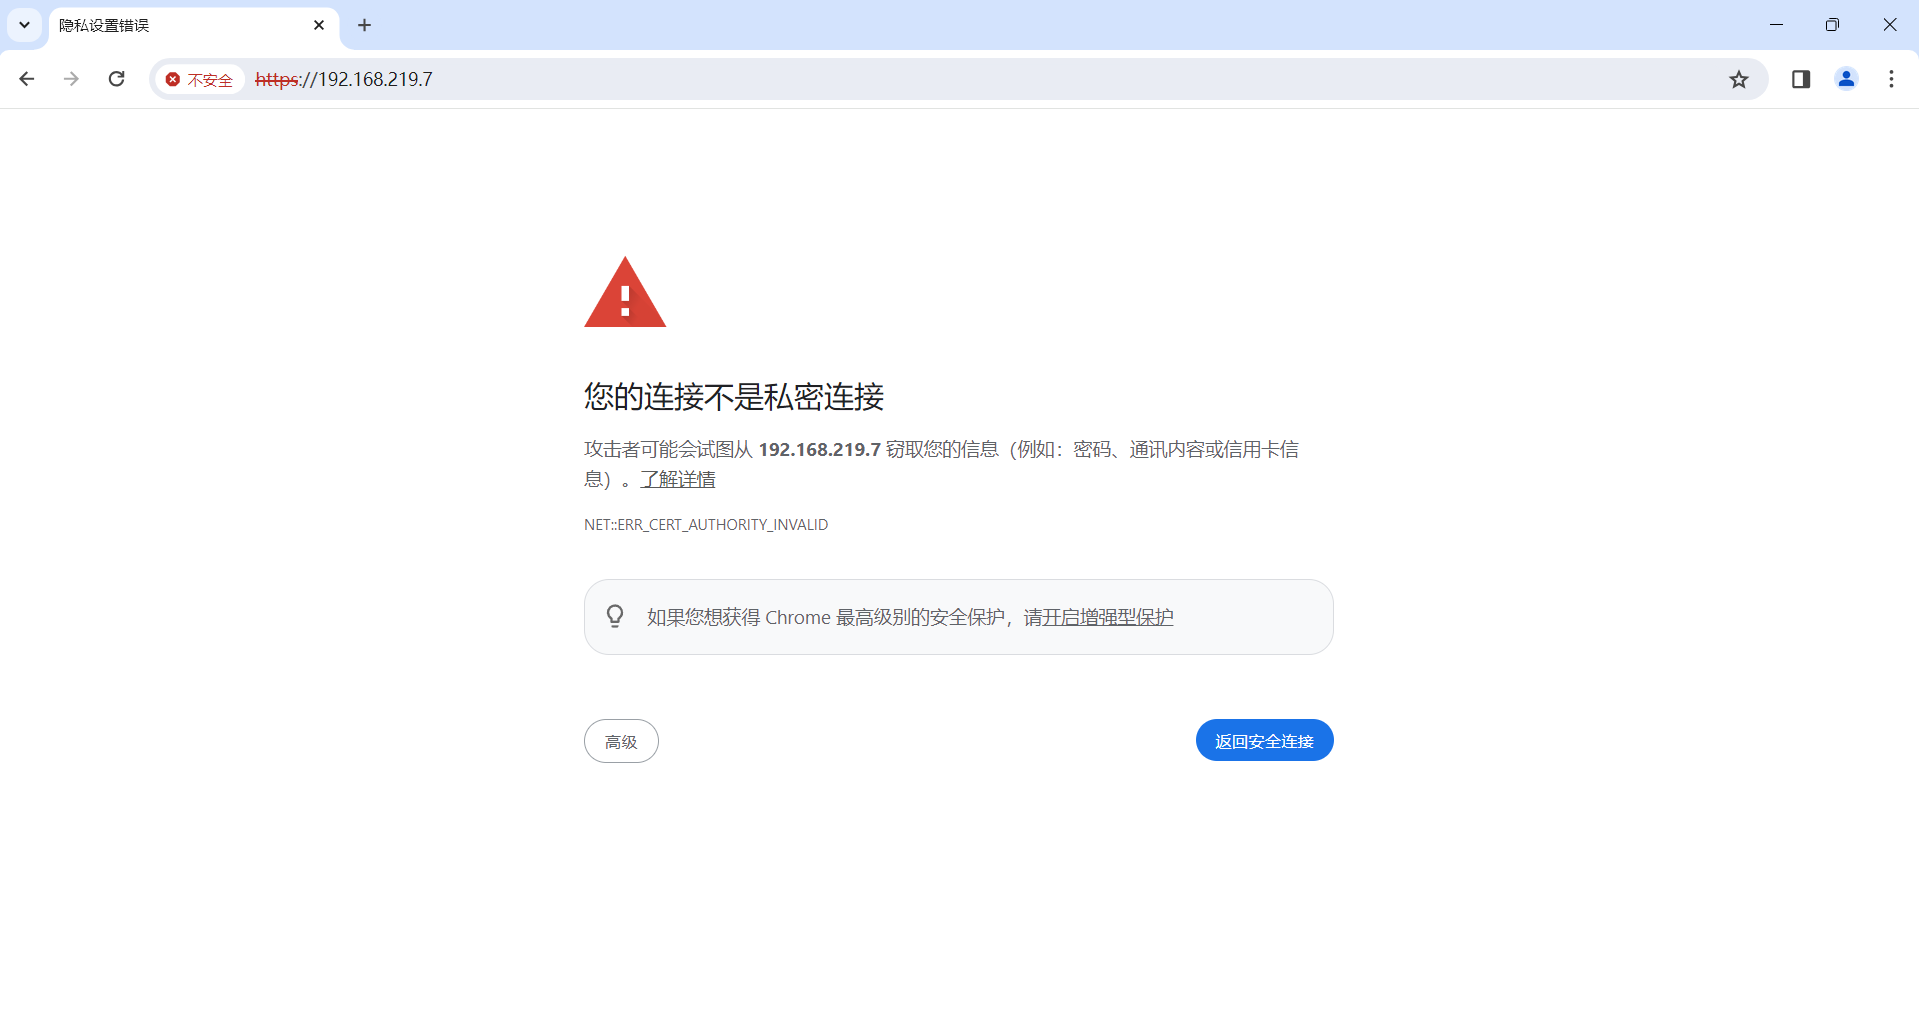 隐私设置错误
不安全
https://192.168.219.7
您的连接不是私密连接
攻击者可能会试图从 192.168.219.7 窃取您的信息（例如：密码、通讯内容或信用卡信
息）。了解详情
NET::ERR_CERT_AUTHORITY_INVALID
如果您想获得 Chrome 最高级别的安全保护，请开启增强型保护
高级
返回安全连接